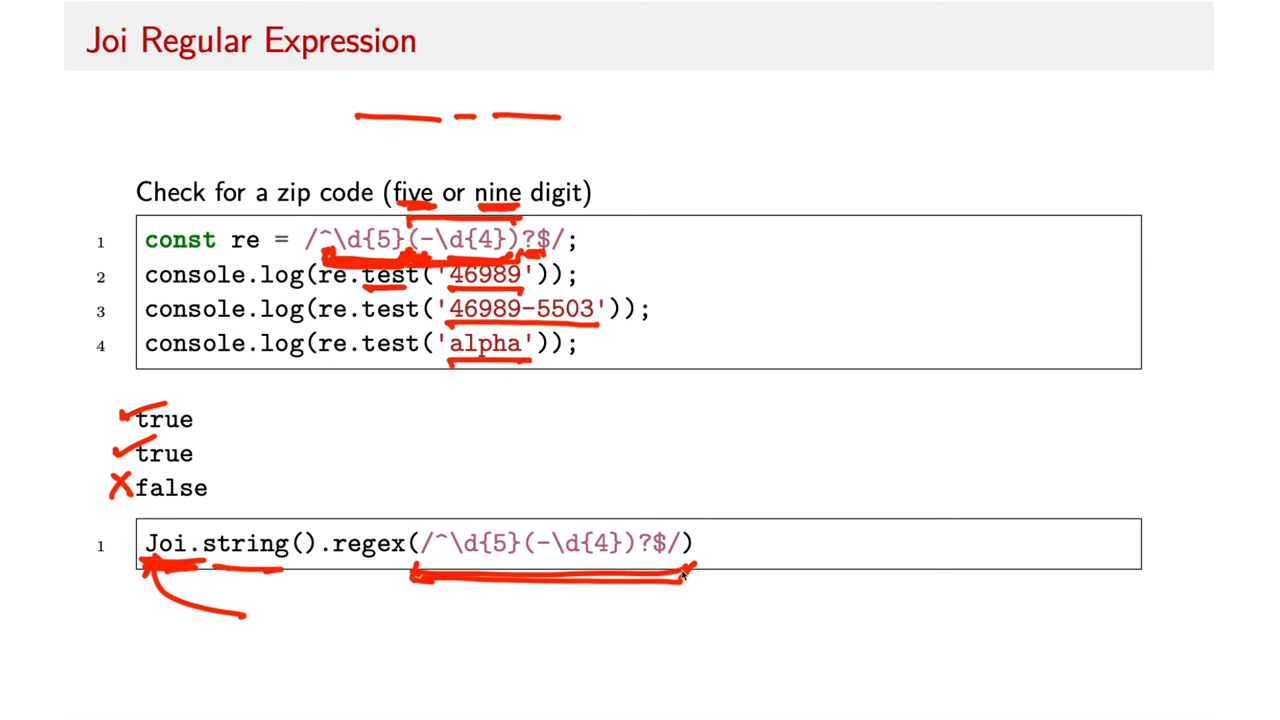 Joi Regular Expression
Check for a zip code (five or nine digit)
1 const re = /^\d{5}(-\d{4})?$/;
2 console.log(re.test('46989'));
3 console.log(re.test('46989-5503'));
4 console.log(re.test('alpha'));
true
true
false
1 Joi.string().regex(/^\d{5}(-\d{4})?$/)